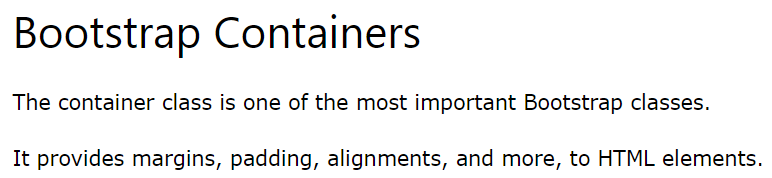 Bootstrap Containers
The container class is one of the most important Bootstrap classes.
It provides margins, padding, alignments, and more, to HTML elements.